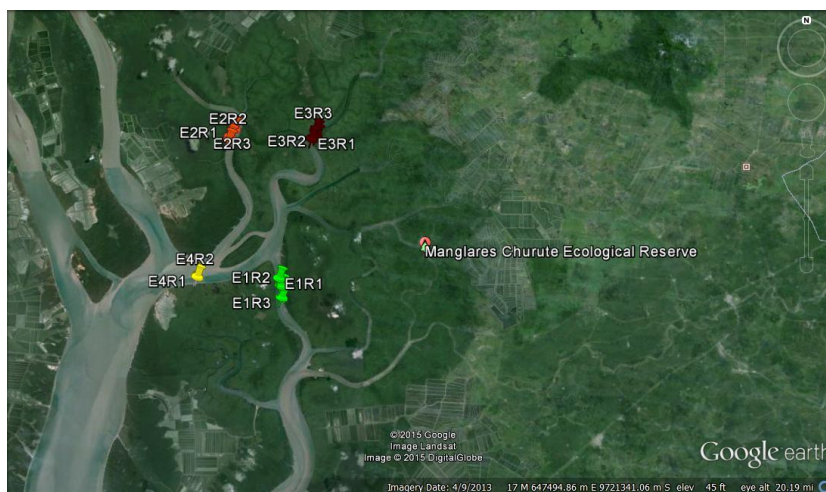 N
E2R2
E3R3
E2R1
E2R3
E3R2
E3R1
Manglares Churute Ecological Reserve
E4R2
E4R1
E1R2
E1R1
E1R3
© 2015 Google
Image Landsat
Image © 2015 DigitalGlobe
Google earth
Imagery Date: 4/9/2013 17 M 647494.86 m E 9721341.06 m S elev 45 ft eye alt 20.19 mi